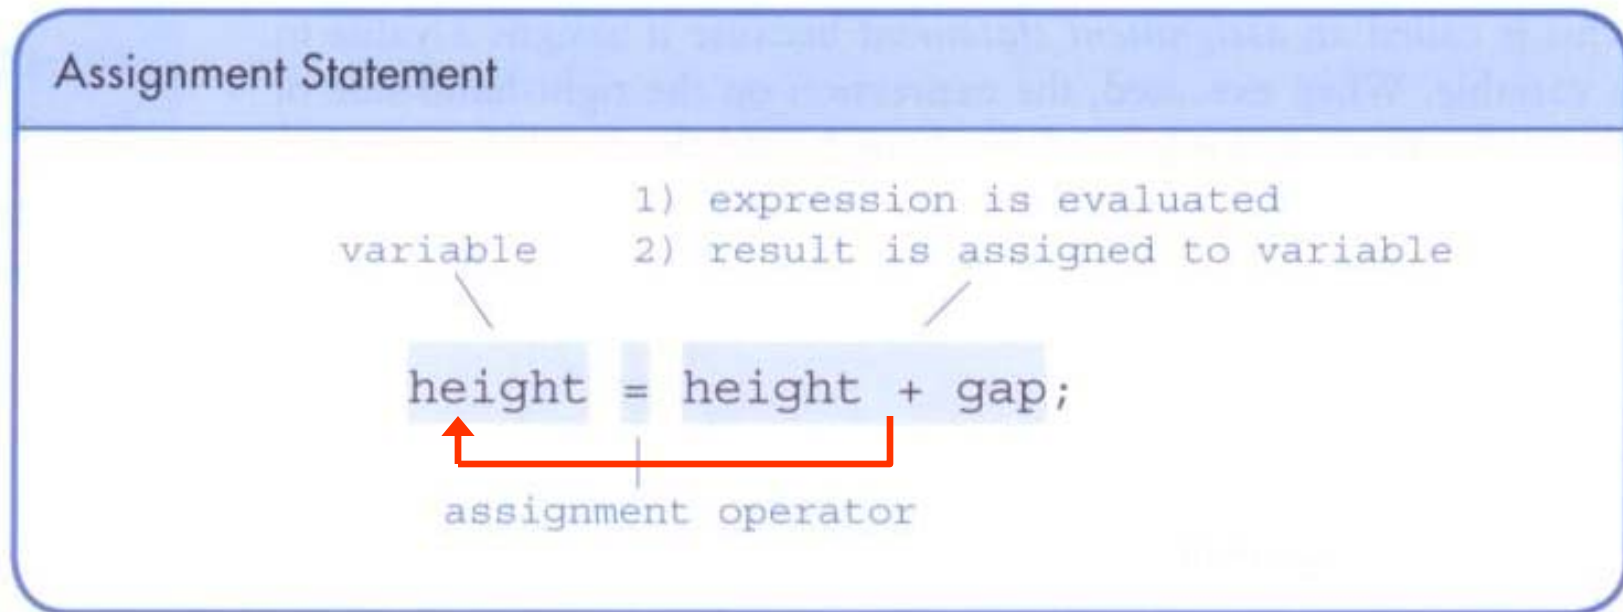 Assignment Statement
1) expression is evaluated
variable 2) result is assigned to variable
height = height + gap;
assignment operator